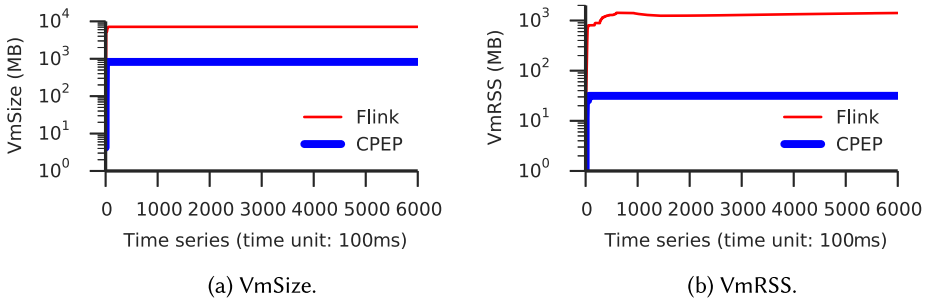 VmSize (MB)
10^4
10^3
10^2
10^1
10^0
Flink
CPEP
0 1000 2000 3000 4000 5000 6000
Time series (time unit: 100ms)
(a) VmSize.
VmRSS (MB)
10^3
10^2
10^1
10^0
Flink
CPEP
0 1000 2000 3000 4000 5000 6000
Time series (time unit: 100ms)
(b) VmRSS.